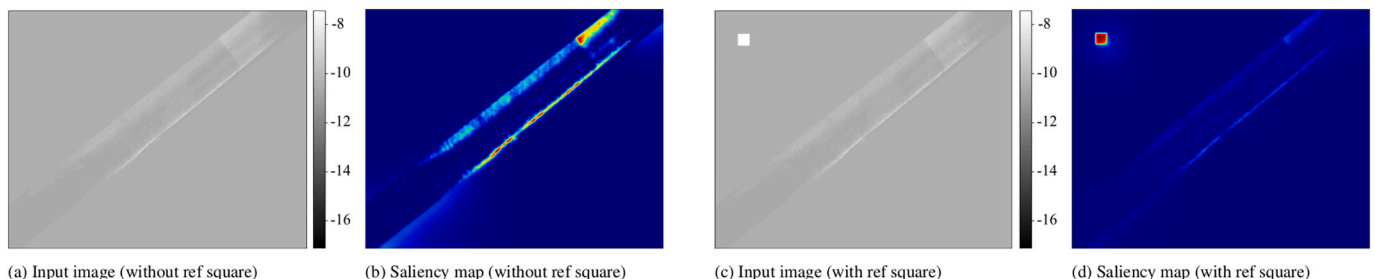 -8
-10
-12
-14
-16
-8
-10
-12
-14
-16
(a) Input image (without ref square)
(b) Saliency map (without ref square)
(c) Input image (with ref square)
(d) Saliency map (with ref square)